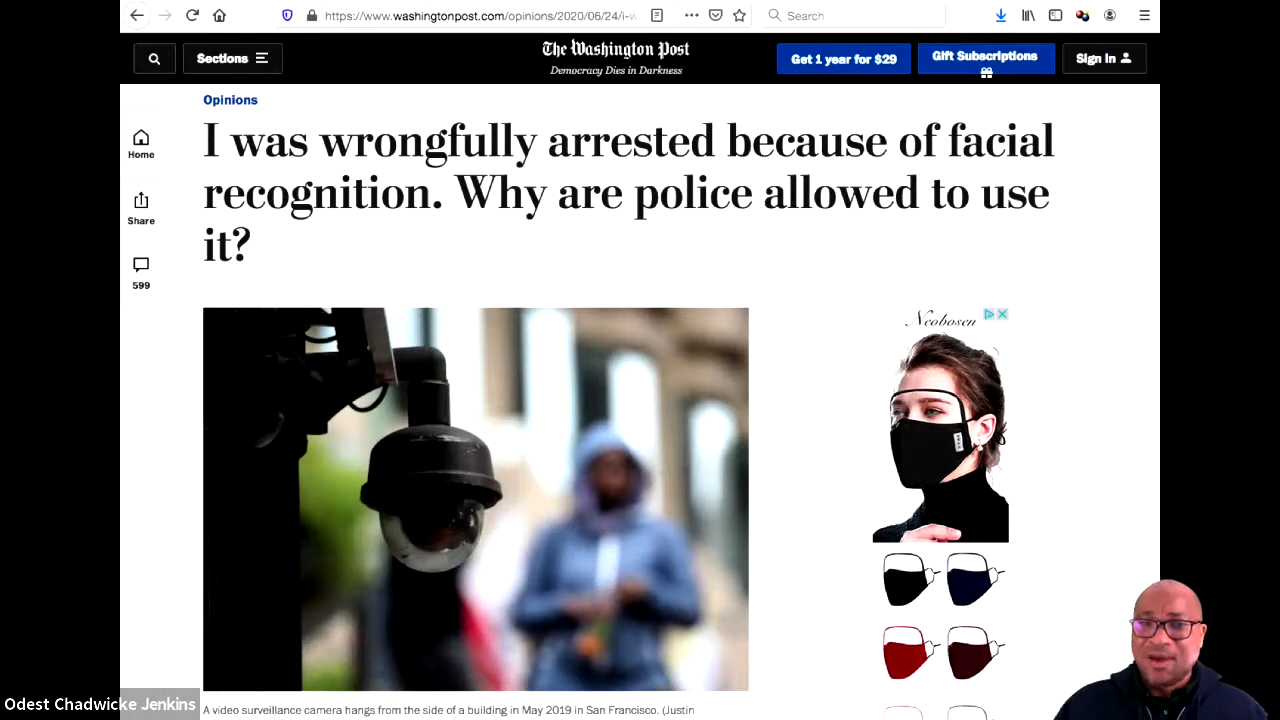 https://www.washingtonpost.com/opinions/2020/06/24/i-w
Search
Sections
The Washington Post
Democracy Dies in Darkness
Get 1 year for $29
Gift Subscriptions
Sign In
Opinions
I was wrongfully arrested because of facial
recognition. Why are police allowed to use
it?
Home
Share
599
Neobosen
Odest Chadwicke Jenkins
A video surveillance camera hangs from the side of a building in May 2019 in San Francisco. (Justin